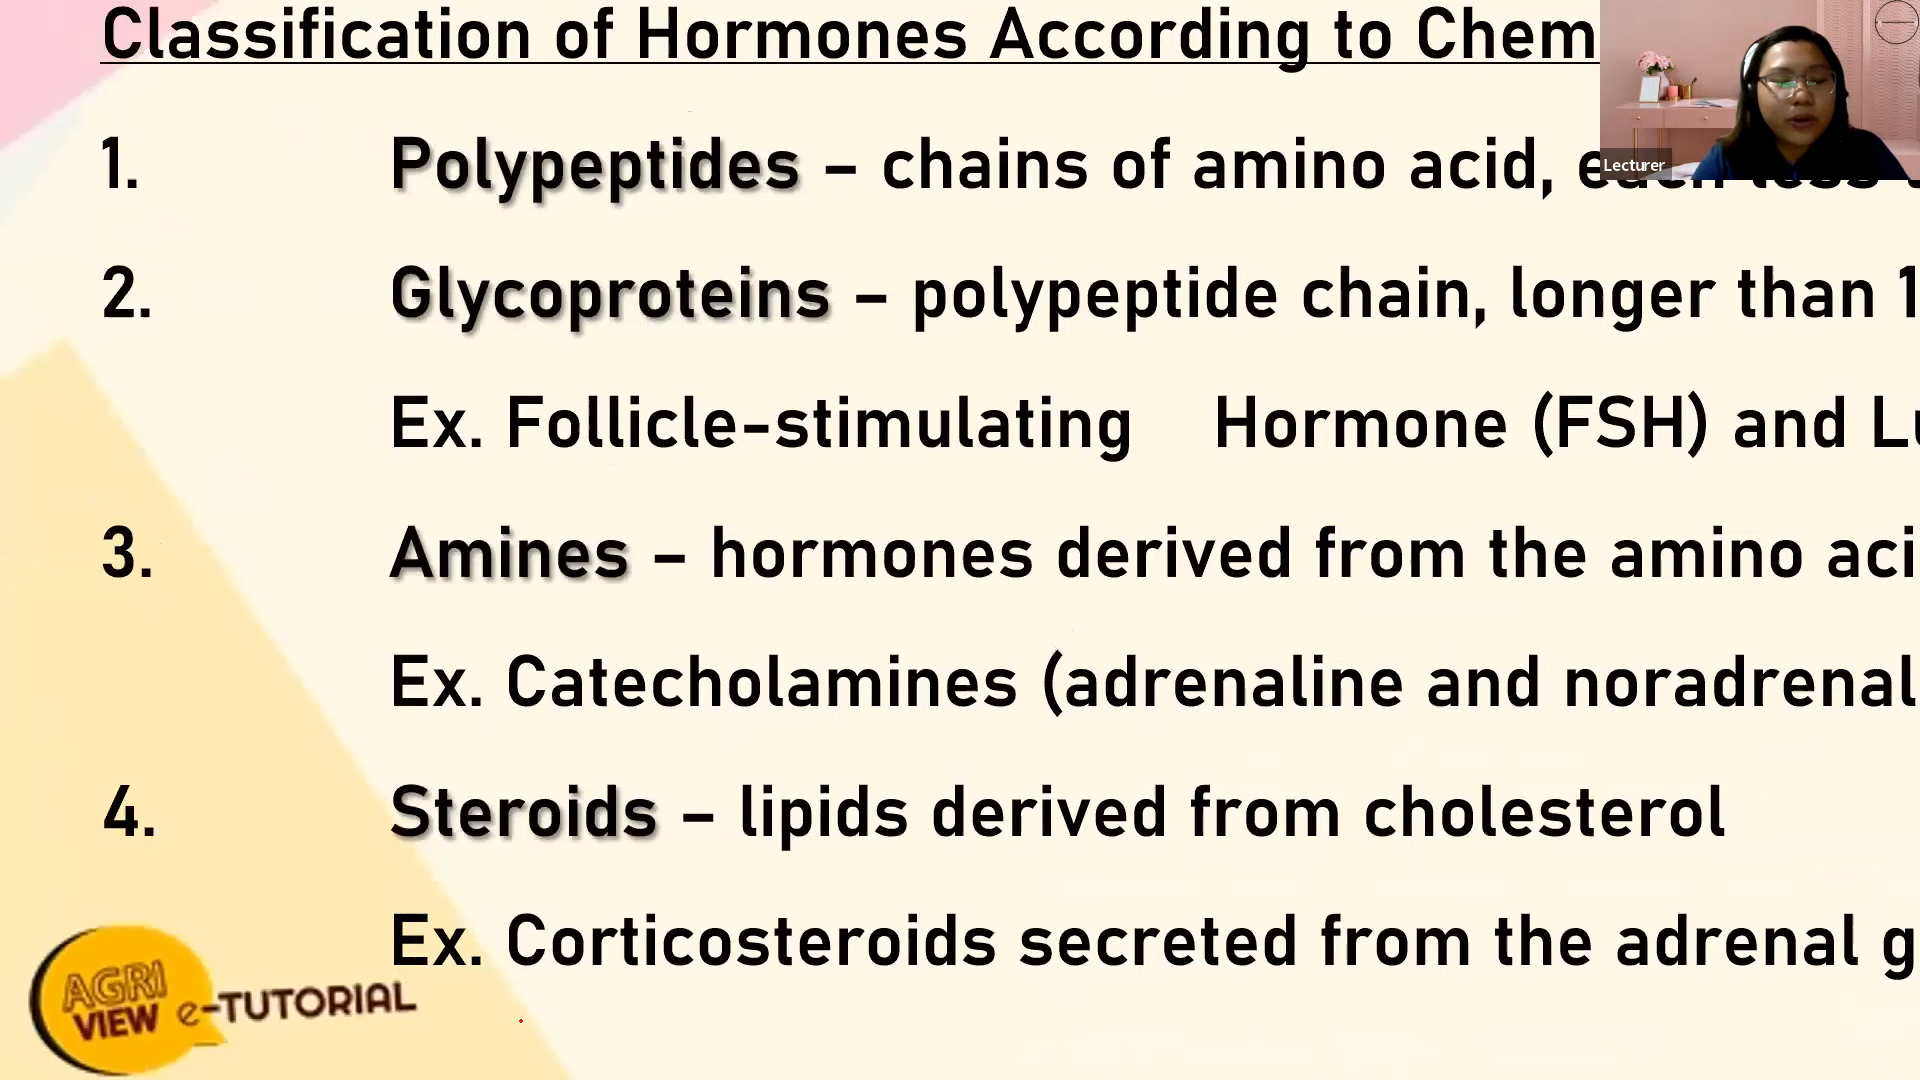 Classification of Hormones According to Chem
1. Polypeptides – chains of amino acid,
2. Glycoproteins – polypeptide chain, longer than 1
Ex. Follicle-stimulating Hormone (FSH) and Lu
3. Amines – hormones derived from the amino aci
Ex. Catecholamines (adrenaline and noradrenal
4. Steroids – lipids derived from cholesterol
Ex. Corticosteroids secreted from the adrenal g
Lecturer
AGRI
VIEW e-TUTORIAL